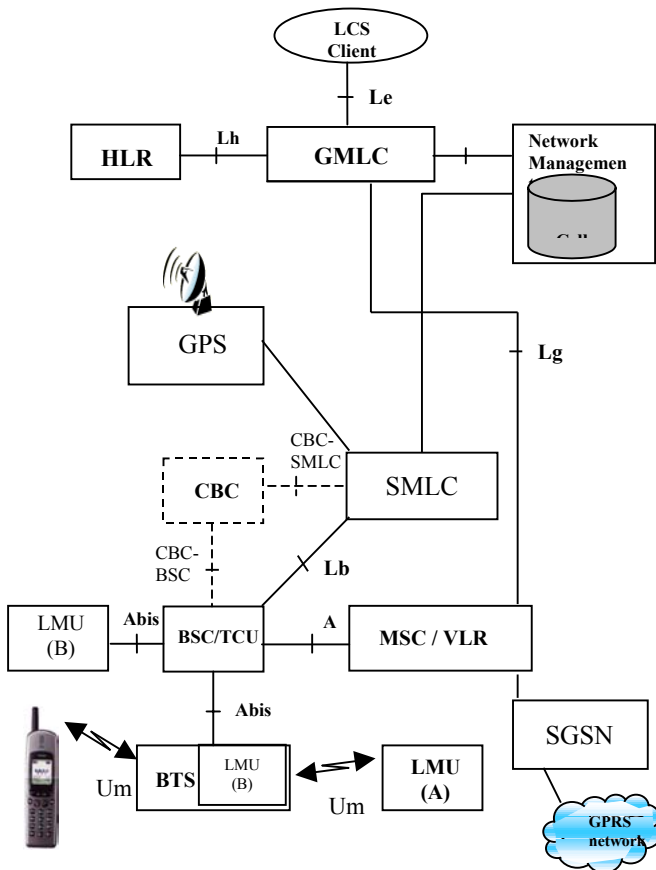 LCS
Client
Le
HLR
Lh
GMLC
Network
Managemen
GPS
Lg
CBC-
SMLC
CBC
SMLC
CBC-
BSC
Lb
LMU
(B)
Abis
BSC/TCU
A
MSC / VLR
Abis
SGSN
Um
BTS
LMU
(B)
Um
LMU
(A)
GPRS
network